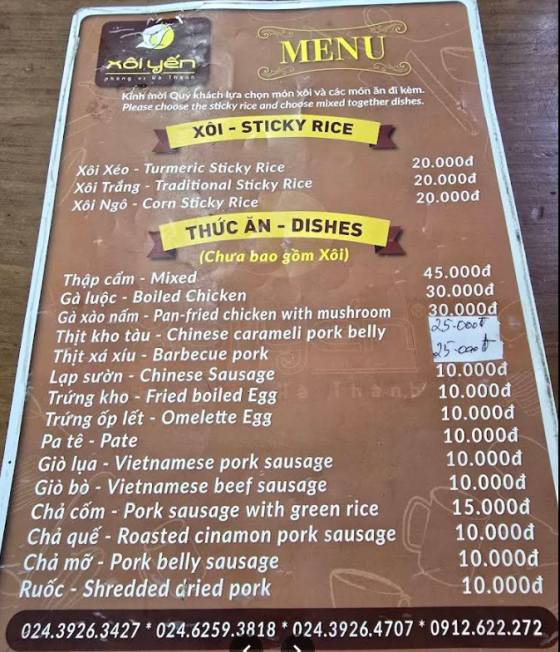 xôi yến
MENU
Kính mời Quý khách lựa chọn món xôi và các món ăn đi kèm.
Please choose the sticky rice and choose mixed together dishes.
XÔI - STICKY RICE
Xôi Xéo - Turmeric Sticky Rice 20.000đ
Xôi Trắng - Traditional Sticky Rice 20.000đ
Xôi Ngô - Corn Sticky Rice 20.000đ
THỨC ĂN - DISHES
(Chưa bao gồm Xôi)
Thập cẩm - Mixed 45.000đ
Gà luộc - Boiled Chicken 30.000đ
Gà xào nấm - Pan-fried chicken with mushroom 30.000đ
Thịt kho tàu - Chinese carameli pork belly 25.000đ
Thịt xá xíu - Barbecue pork 25.000đ
Lạp sườn - Chinese Sausage 10.000đ
Trứng kho - Fried boiled Egg 10.000đ
Trứng ốp lết - Omelette Egg 10.000đ
Pa tê - Pate 10.000đ
Giò lụa - Vietnamese pork sausage 10.000đ
Giò bò - Vietnamese beef sausage 10.000đ
Chả cốm - Pork sausage with green rice 15.000đ
Chả quế - Roasted cinamon pork sausage 10.000đ
Chả mỡ - Pork belly sausage 10.000đ
Ruốc - Shredded dried pork 10.000đ
024.3926.3427 * 024.6259.3818 * 024.3926.4707 * 0912.622.272